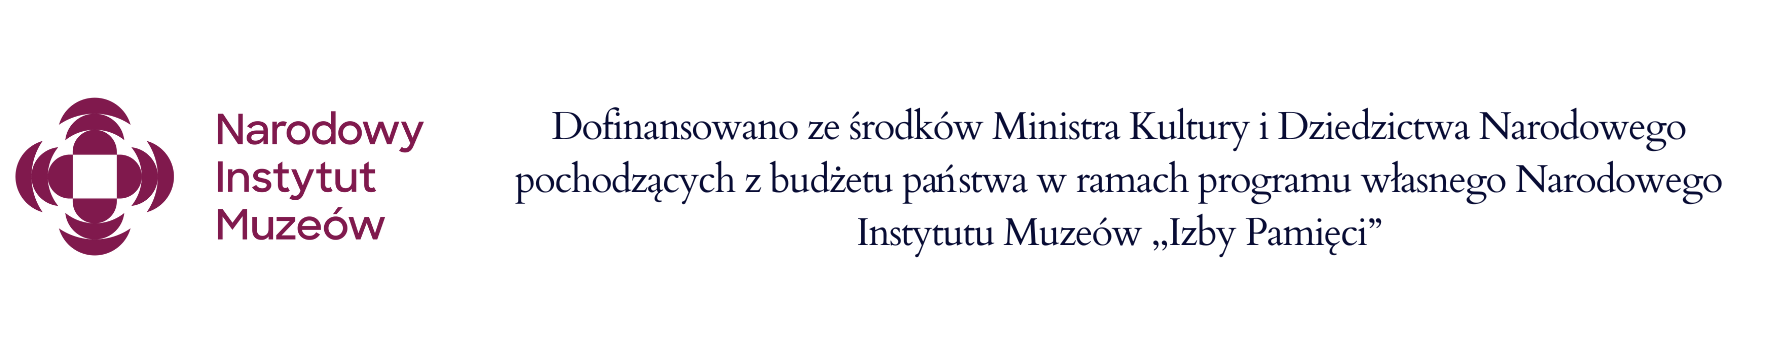 Narodowy
Instytut
Muzeów
Dofinansowano ze środków Ministra Kultury i Dziedzictwa Narodowego
pochodzących z budżetu państwa w ramach programu własnego Narodowego
Instytutu Muzeów „Izby Pamięci”